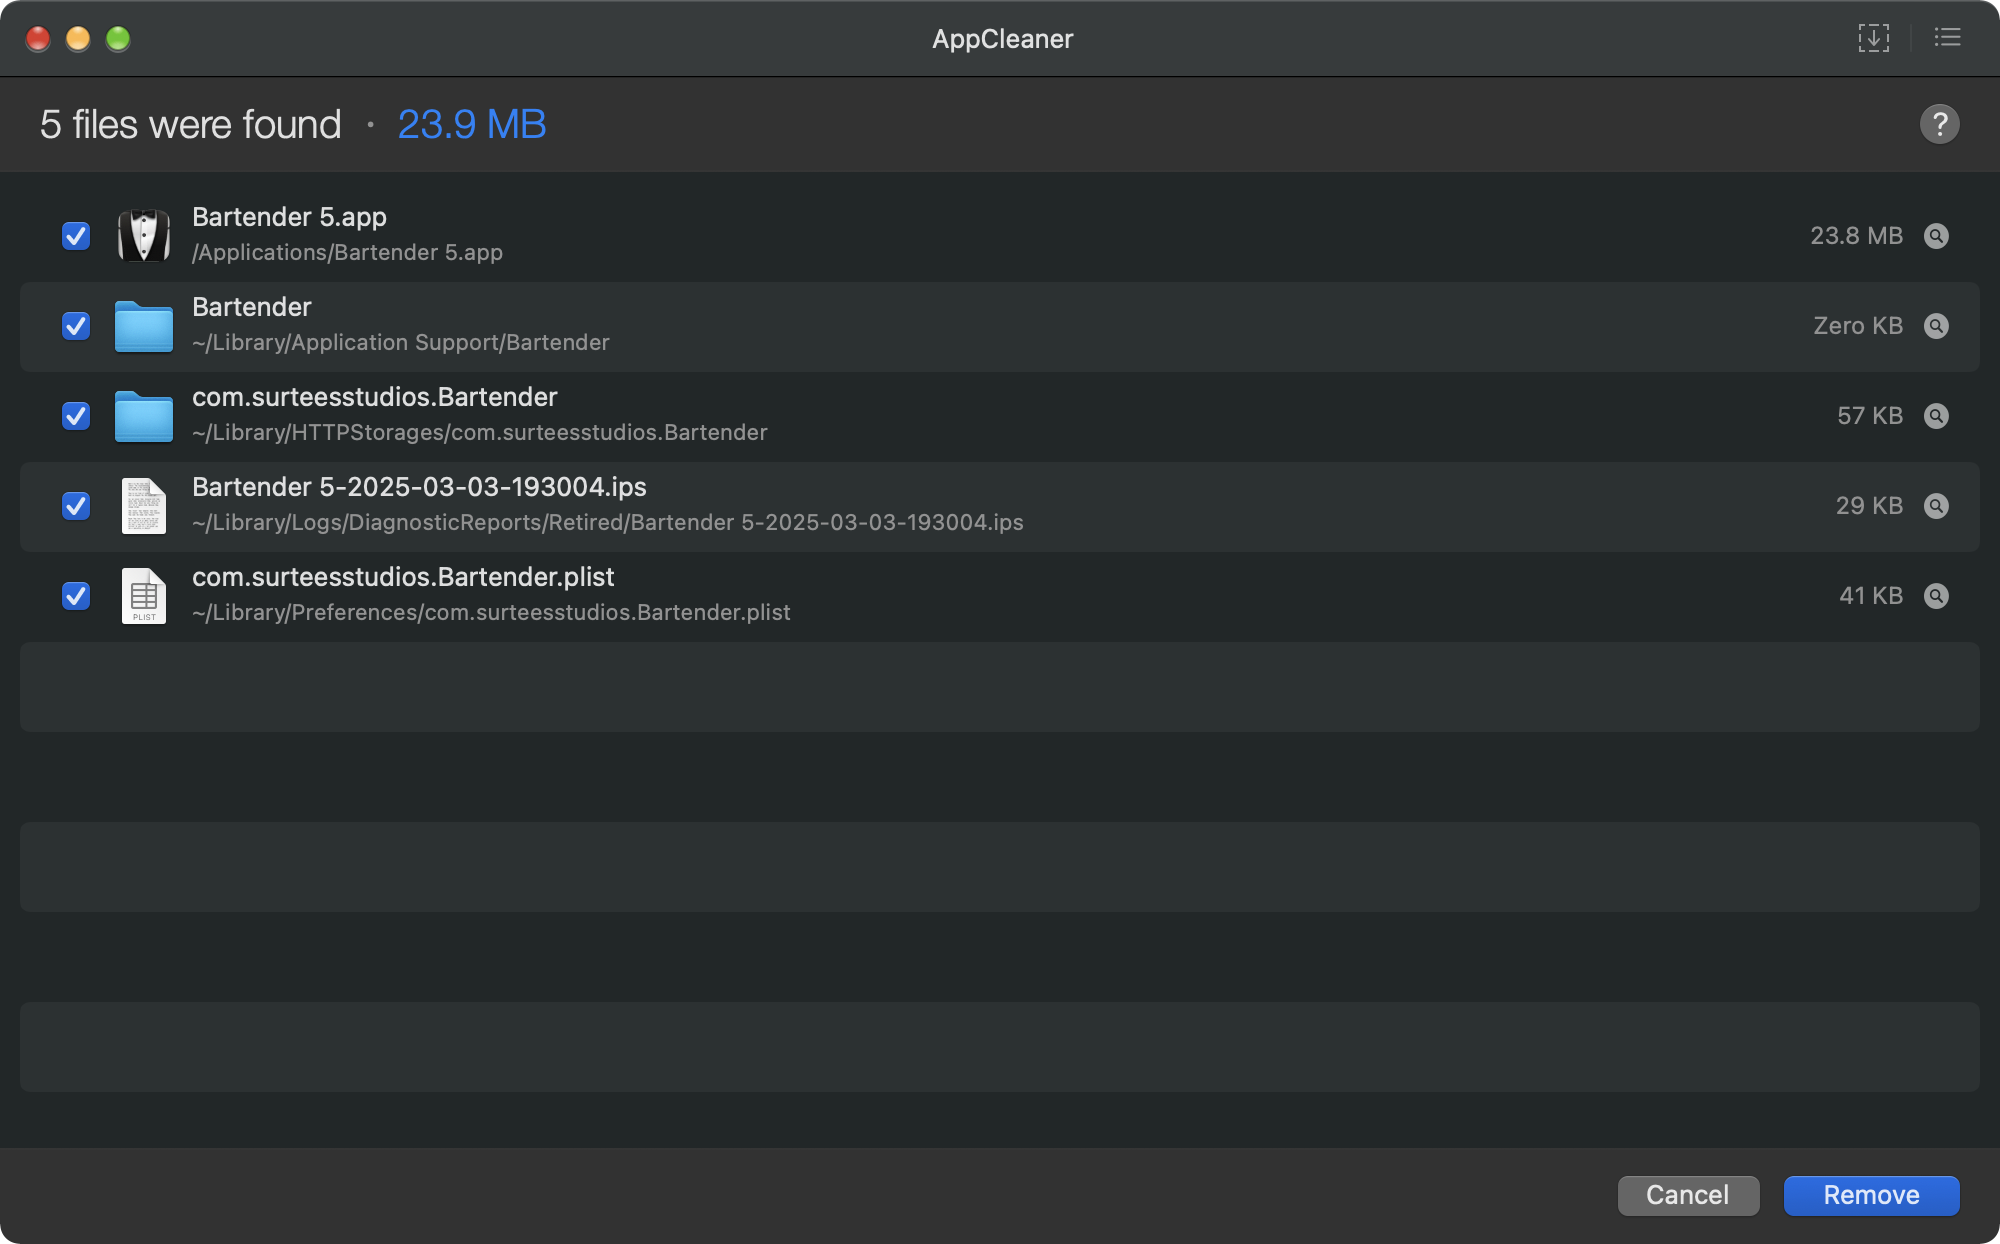 AppCleaner
5 files were found · 23.9 MB
?
Bartender 5.app
/Applications/Bartender 5.app
23.8 MB
Bartender
~/Library/Application Support/Bartender
Zero KB
com.surteesstudios.Bartender
~/Library/HTTPStorages/com.surteesstudios.Bartender
57 KB
Bartender 5-2025-03-03-193004.ips
~/Library/Logs/DiagnosticReports/Retired/Bartender 5-2025-03-03-193004.ips
29 KB
PLIST
com.surteesstudios.Bartender.plist
~/Library/Preferences/com.surteesstudios.Bartender.plist
41 KB
Cancel
Remove